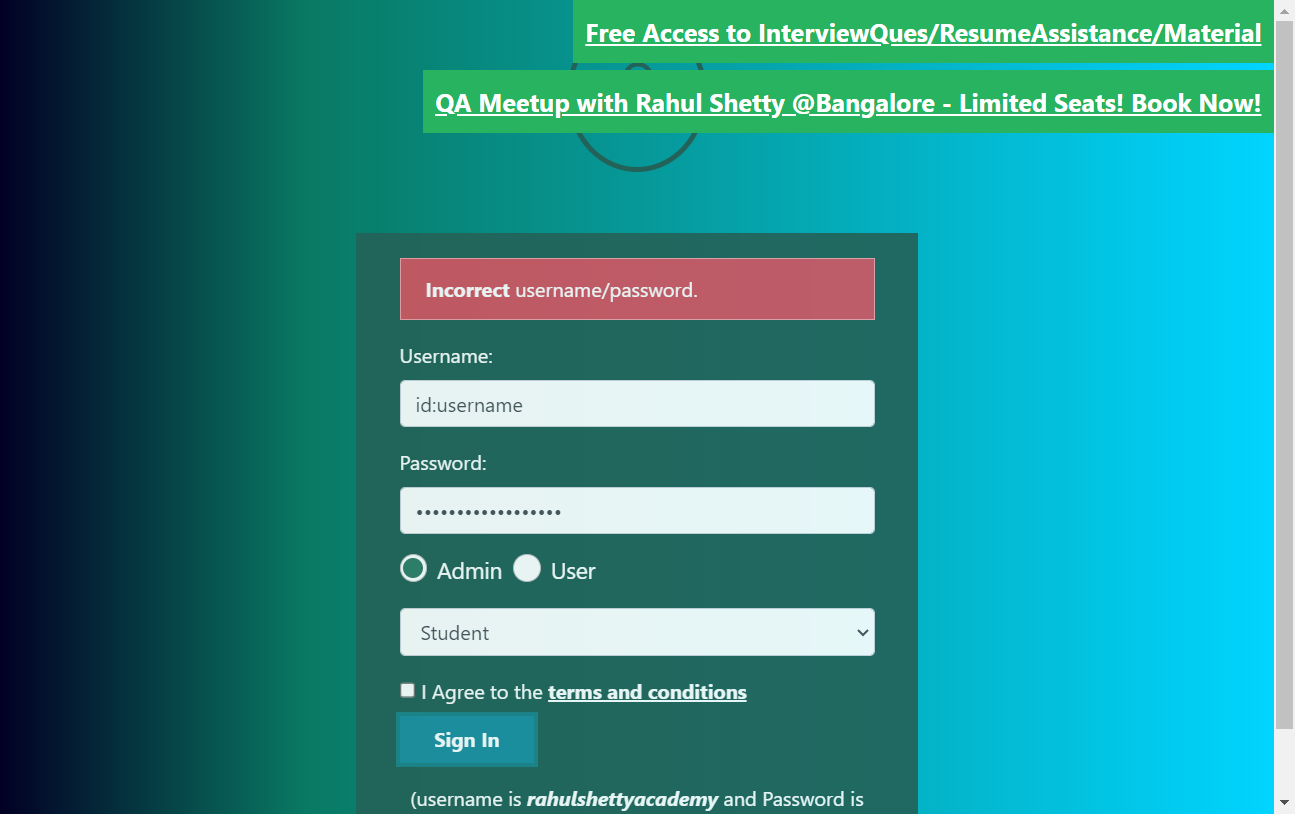 Free Access to InterviewQues/ResumeAssistance/Material
QA Meetup with Rahul Shetty @Bangalore - Limited Seats! Book Now!
Incorrect username/password.
Username:
id:username
Password:
••••••••••••••••••
Admin User
Student
I Agree to the terms and conditions
Sign In
(username is rahulshettyacademy and Password is